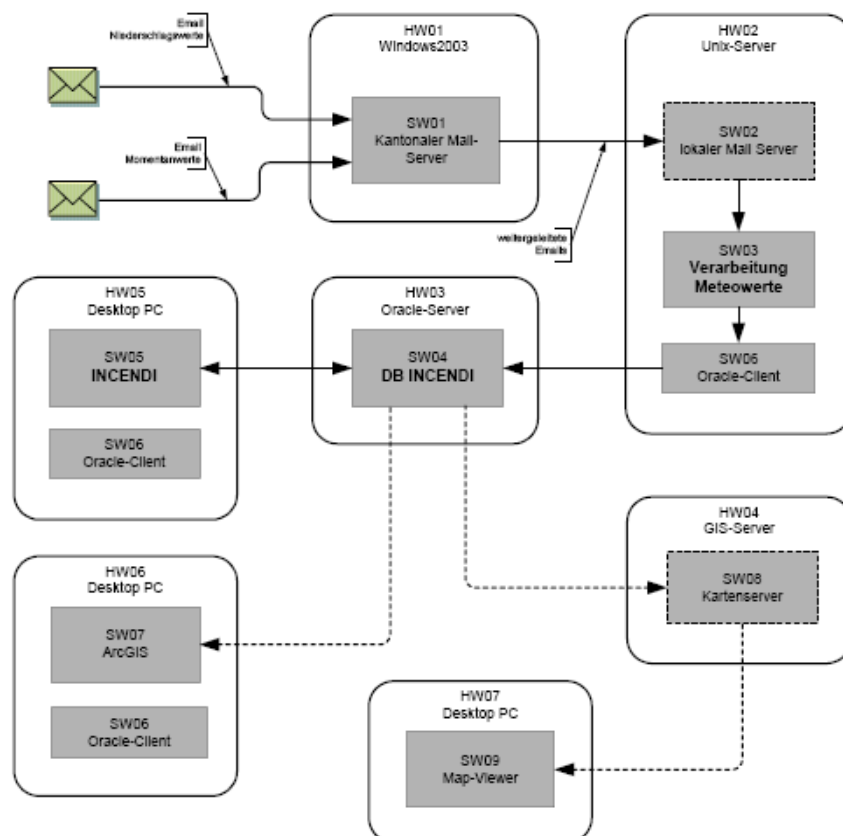 Email
Niederschlagswerte
HW01
Windows2003
SW01
Kantonaler Mail-
Server
Email
Momentanwerte
HW02
Unix-Server
SW02
lokaler Mail Server
weitergeleitete
Emails
SW03
Verarbeitung
Meteowerte
SW06
Oracle-Client
HW05
Desktop PC
SW05
INCENDI
SW06
Oracle-Client
HW03
Oracle-Server
SW04
DB INCENDI
HW04
GIS-Server
SW08
Kartenserver
HW06
Desktop PC
SW07
ArcGIS
SW06
Oracle-Client
HW07
Desktop PC
SW09
Map-Viewer